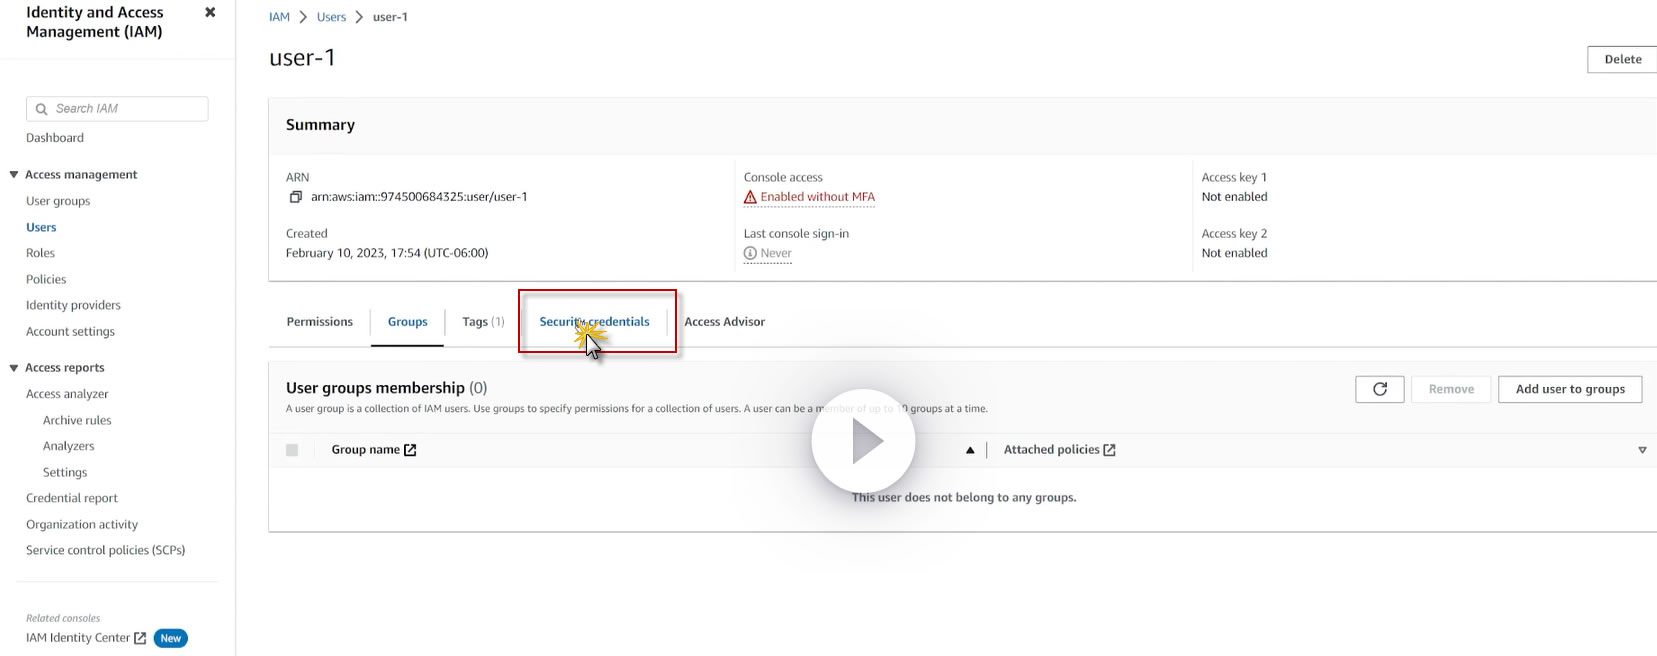 Identity and Access
Management (IAM)
Search IAM
Dashboard
Access management
User groups
Users
Roles
Policies
Identity providers
Account settings
Access reports
Access analyzer
Archive rules
Analyzers
Settings
Credential report
Organization activity
Service control policies (SCPs)
Related consoles
IAM Identity Center New
IAM > Users > user-1
user-1
Delete
Summary
ARN
arn:aws:iam::974500684325:user/user-1
Created
February 10, 2023, 17:54 (UTC-06:00)
Console access
Enabled without MFA
Last console sign-in
Never
Access key 1
Not enabled
Access key 2
Not enabled
Permissions Groups Tags (1) Security credentials Access Advisor
User groups membership (0)
A user group is a collection of IAM users. Use groups to specify permissions for a collection of users. A user can be a member of up to 10 groups at a time.
Remove Add user to groups
Group name Attached policies
This user does not belong to any groups.